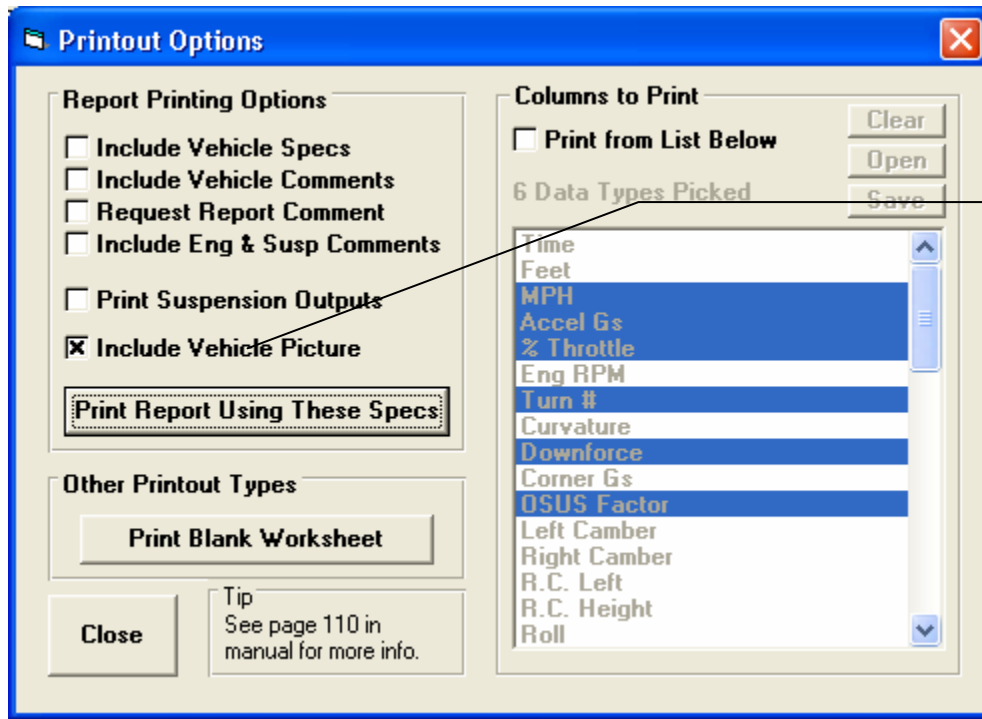 Printout Options
Report Printing Options
Include Vehicle Specs
Include Vehicle Comments
Request Report Comment
Include Eng & Susp Comments
Print Suspension Outputs
Include Vehicle Picture
Print Report Using These Specs
Other Printout Types
Print Blank Worksheet
Close
Tip
See page 110 in
manual for more info.
Columns to Print
Print from List Below
Clear
Open
6 Data Types Picked
Save
Time
Feet
MPH
Accel Gs
% Throttle
Eng RPM
Turn #
Curvature
Downforce
Corner Gs
OSUS Factor
Left Camber
Right Camber
R.C. Left
R.C. Height
Roll